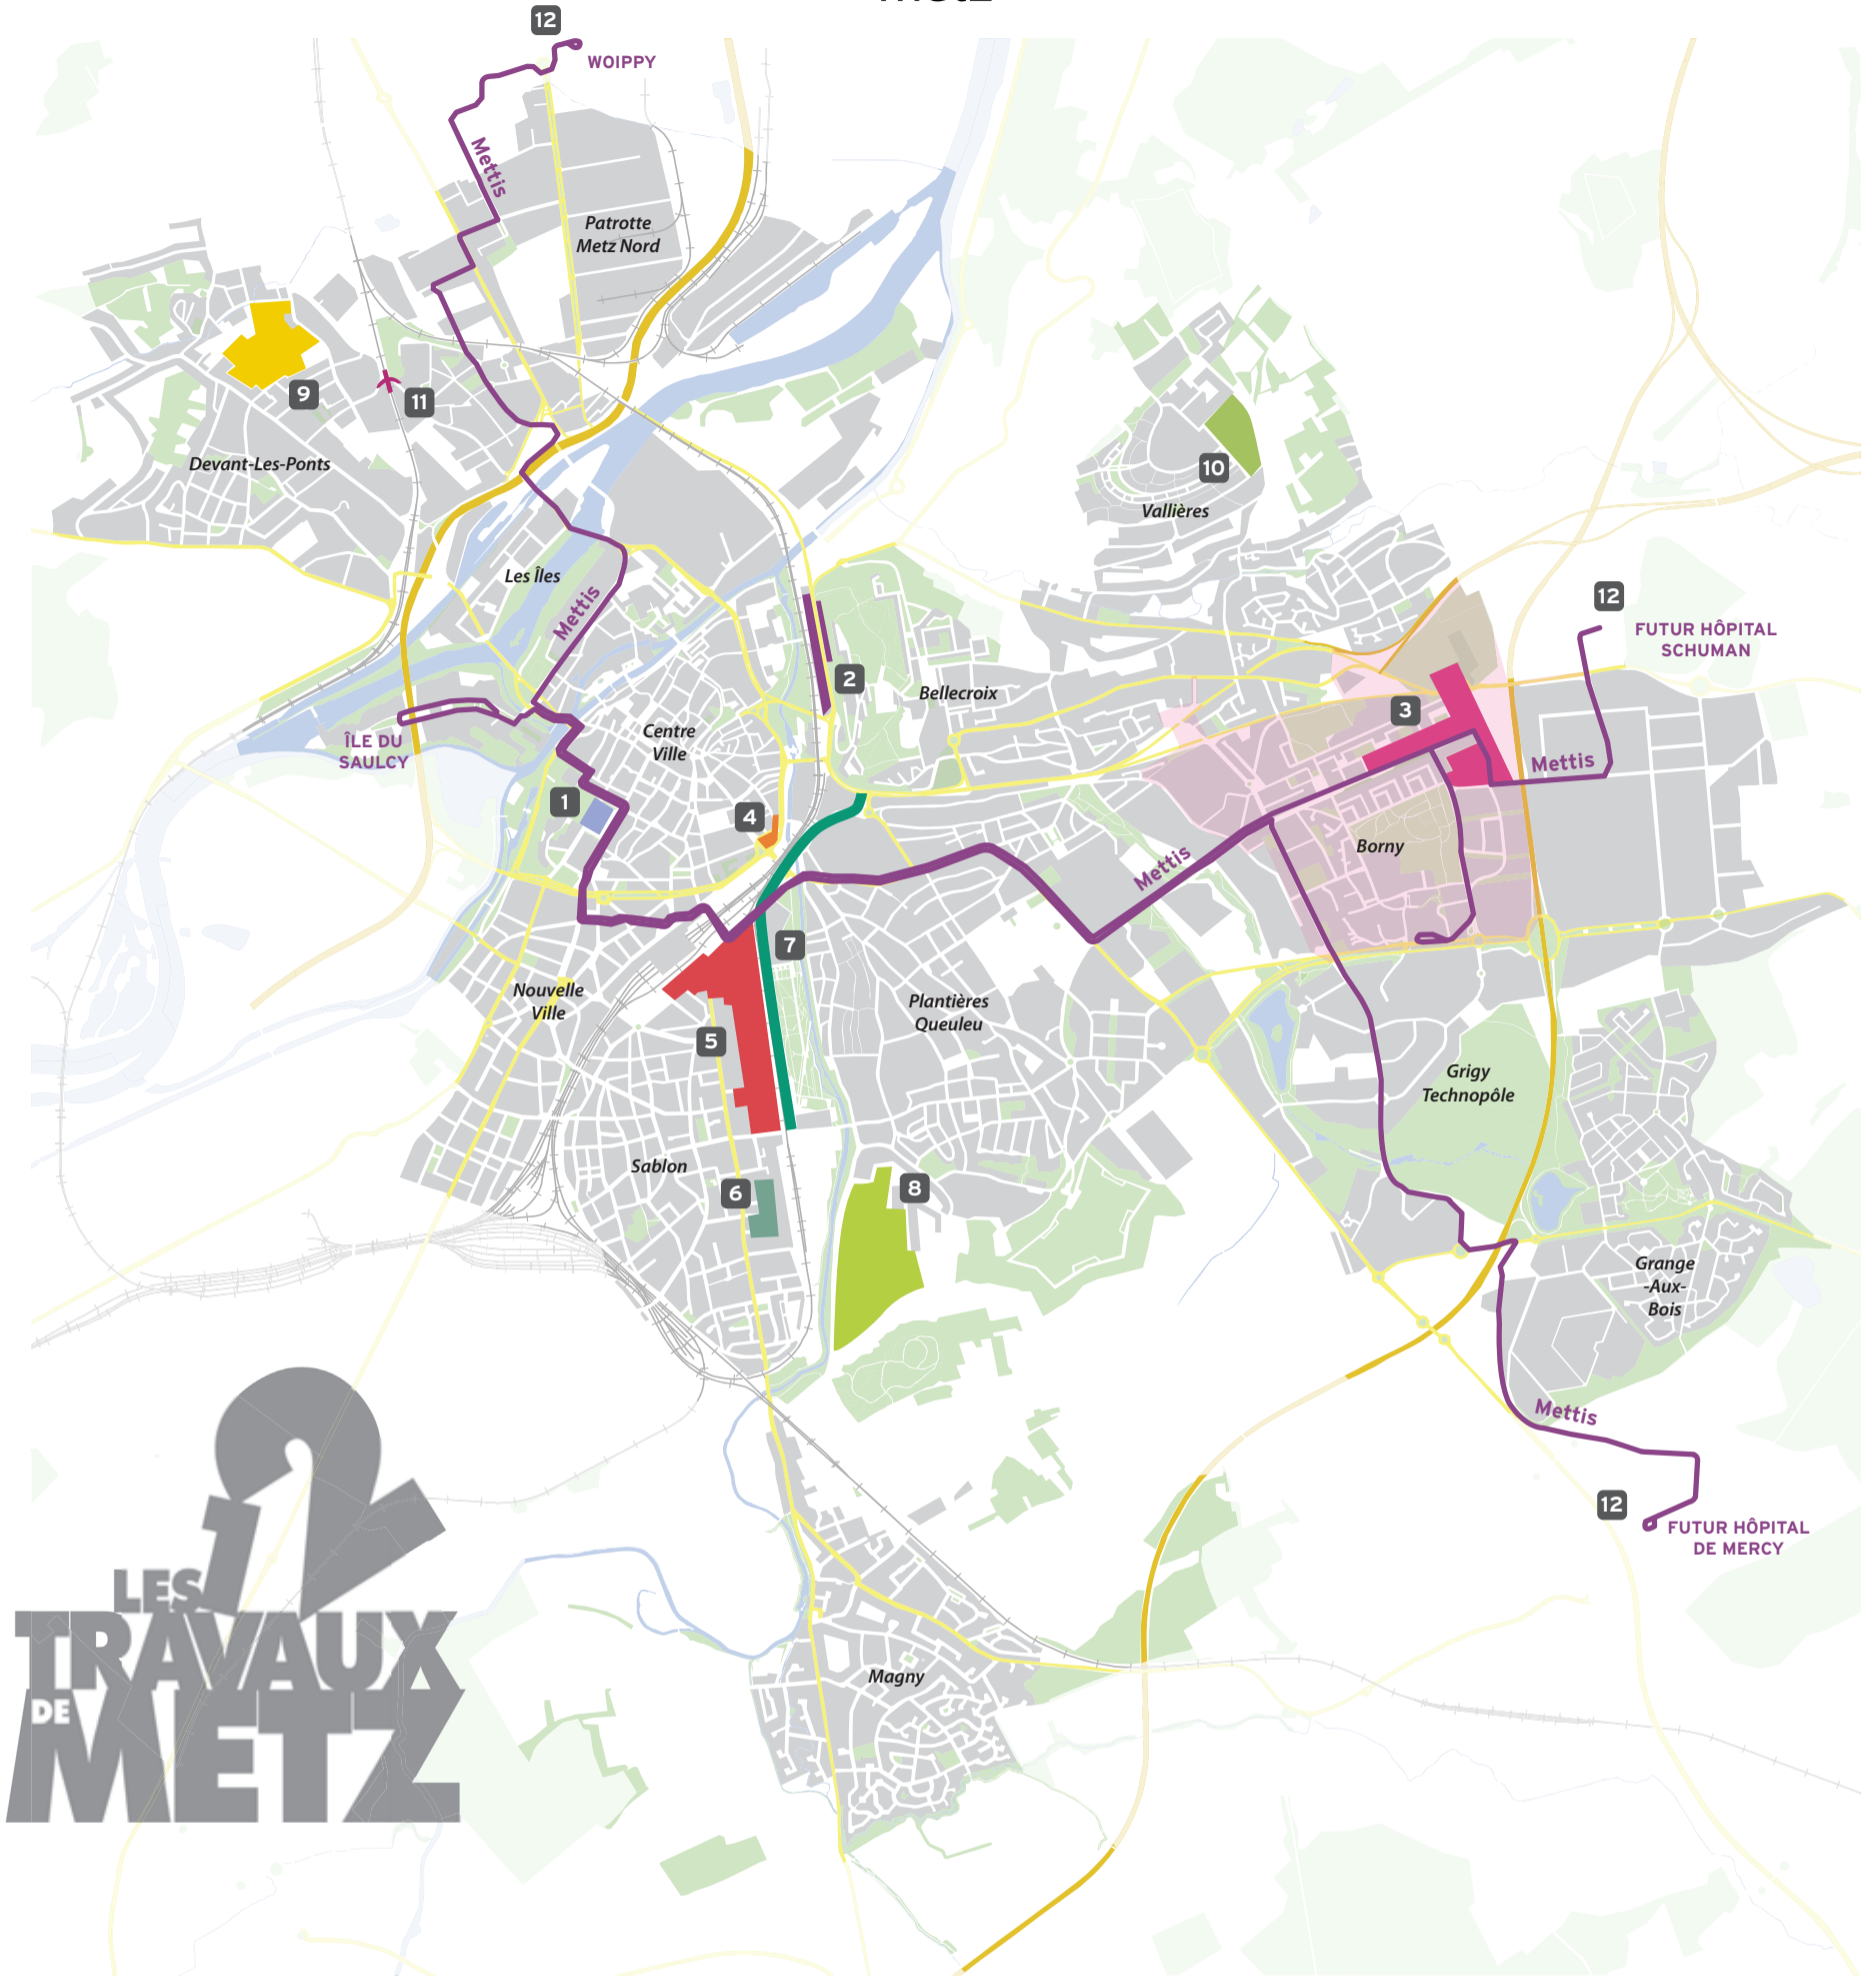 12
WOIPPY
Mettis
Patrotte
Metz Nord
9
11
Devant-Les-Ponts
10
Vallières
Les Îles
Mettis
12
FUTUR HÔPITAL
SCHUMAN
2
Bellecroix
3
Centre
Ville
ÎLE DU
SAULCY
Mettis
1
4
Borny
Mettis
7
Nouvelle
Ville
Plantières
Queuleu
5
Grigy
Technopôle
Sablon
6
8
Grange
-Aux-
Bois
Mettis
12
FUTUR HÔPITAL
DE MERCY
12
LES
TRAVAUX
DE
METZ
Magny